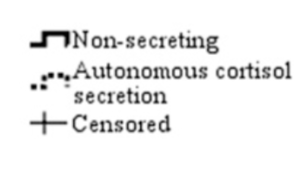 Non-secreting
Autonomous cortisol
secretion
Censored